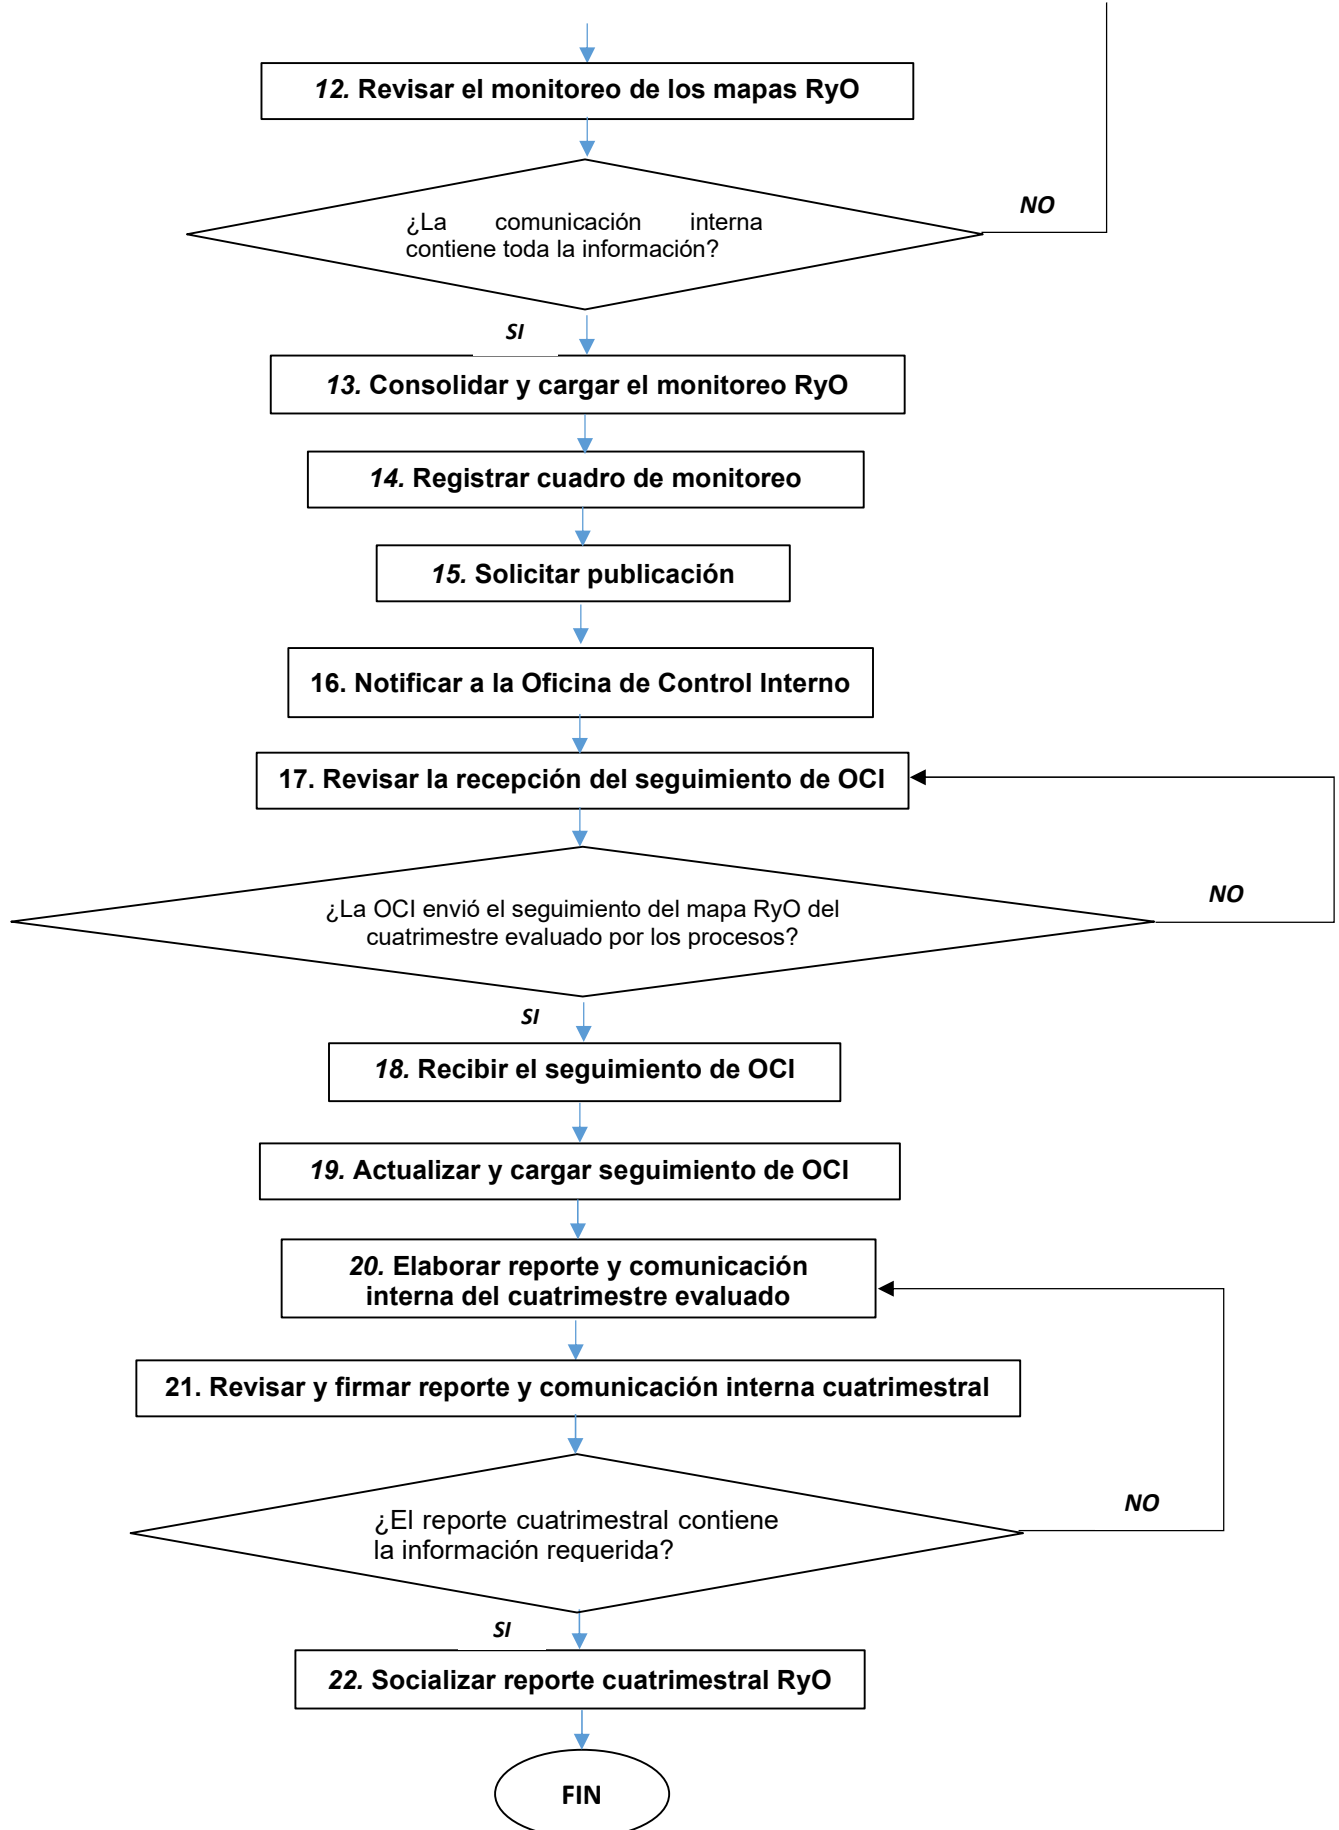 12. Revisar el monitoreo de los mapas RyO
NO
¿La comunicación interna
contiene toda la información?
SI
13. Consolidar y cargar el monitoreo RyO
14. Registrar cuadro de monitoreo
15. Solicitar publicación
16. Notificar a la Oficina de Control Interno
17. Revisar la recepción del seguimiento de OCI
NO
¿La OCI envió el seguimiento del mapa RyO del
cuatrimestre evaluado por los procesos?
SI
18. Recibir el seguimiento de OCI
19. Actualizar y cargar seguimiento de OCI
20. Elaborar reporte y comunicación
interna del cuatrimestre evaluado
21. Revisar y firmar reporte y comunicación interna cuatrimestral
NO
¿El reporte cuatrimestral contiene
la información requerida?
SI
22. Socializar reporte cuatrimestral RyO
FIN